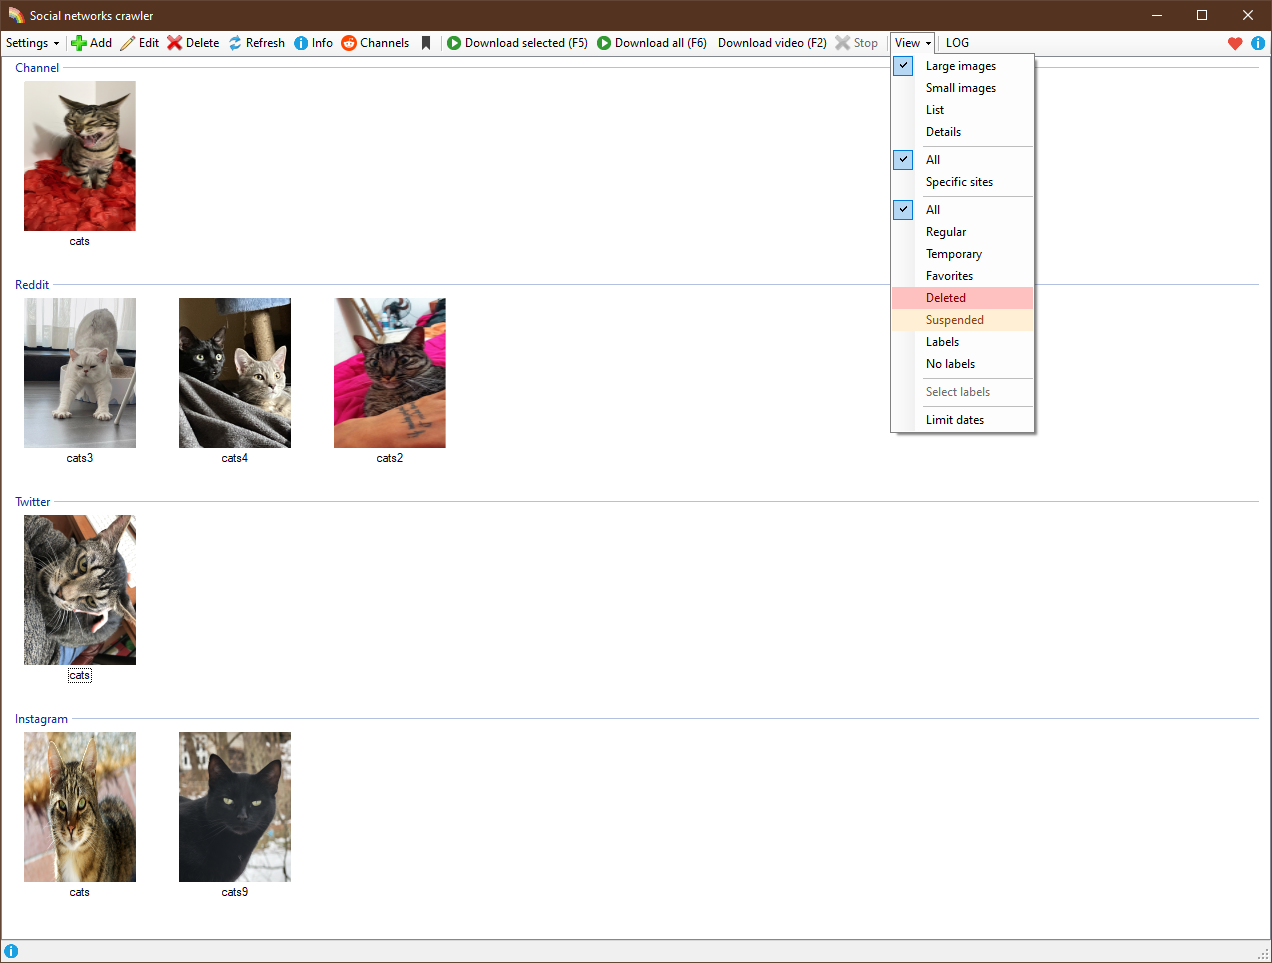 Social networks crawler
Settings Add Edit Delete Refresh Info Channels Download selected (F5) Download all (F6) Download video (F2) Stop View LOG
Channel
cats
Reddit
cats3 cats4 cats2
Twitter
cats
Instagram
cats cats9
Large images
Small images
List
Details
All
Specific sites
All
Regular
Temporary
Favorites
Deleted
Suspended
Labels
No labels
Select labels
Limit dates